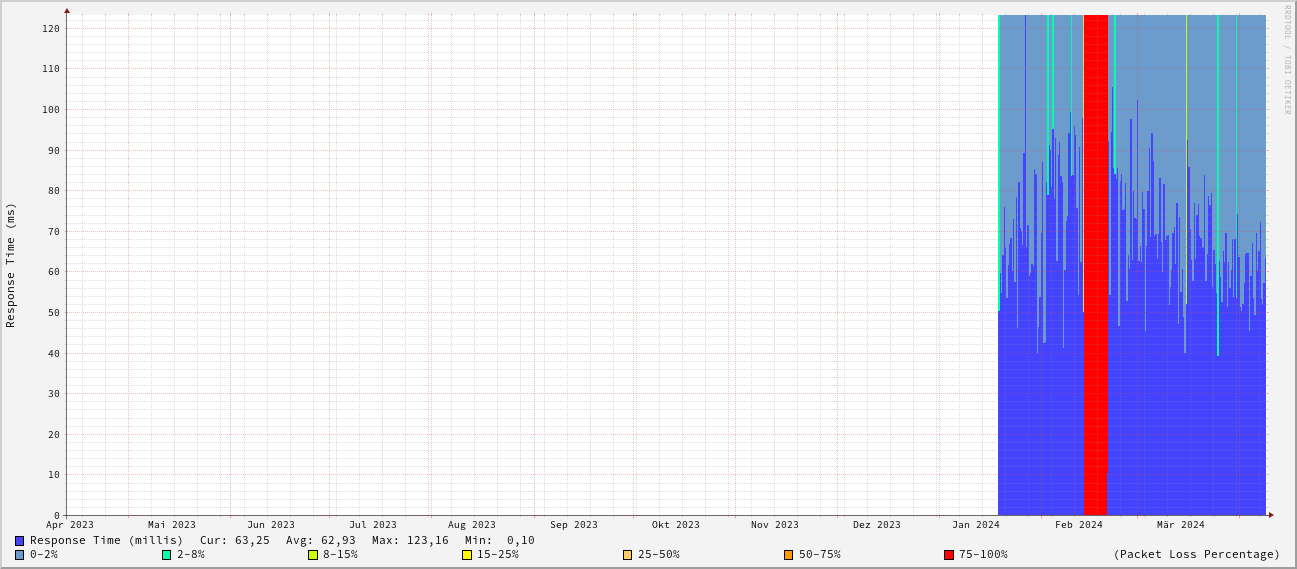 RRDTOOL / TOBI OETIKER
Response Time (ms)
120
110
100
90
80
70
60
50
40
30
20
10
0
Apr 2023 Mai 2023 Jun 2023 Jul 2023 Aug 2023 Sep 2023 Okt 2023 Nov 2023 Dez 2023 Jan 2024 Feb 2024 Mär 2024
Response Time (millis) Cur: 63,25 Avg: 62,93 Max: 123,16 Min: 0,10
0-2% 2-8% 8-15% 15-25% 25-50% 50-75% 75-100% (Packet Loss Percentage)